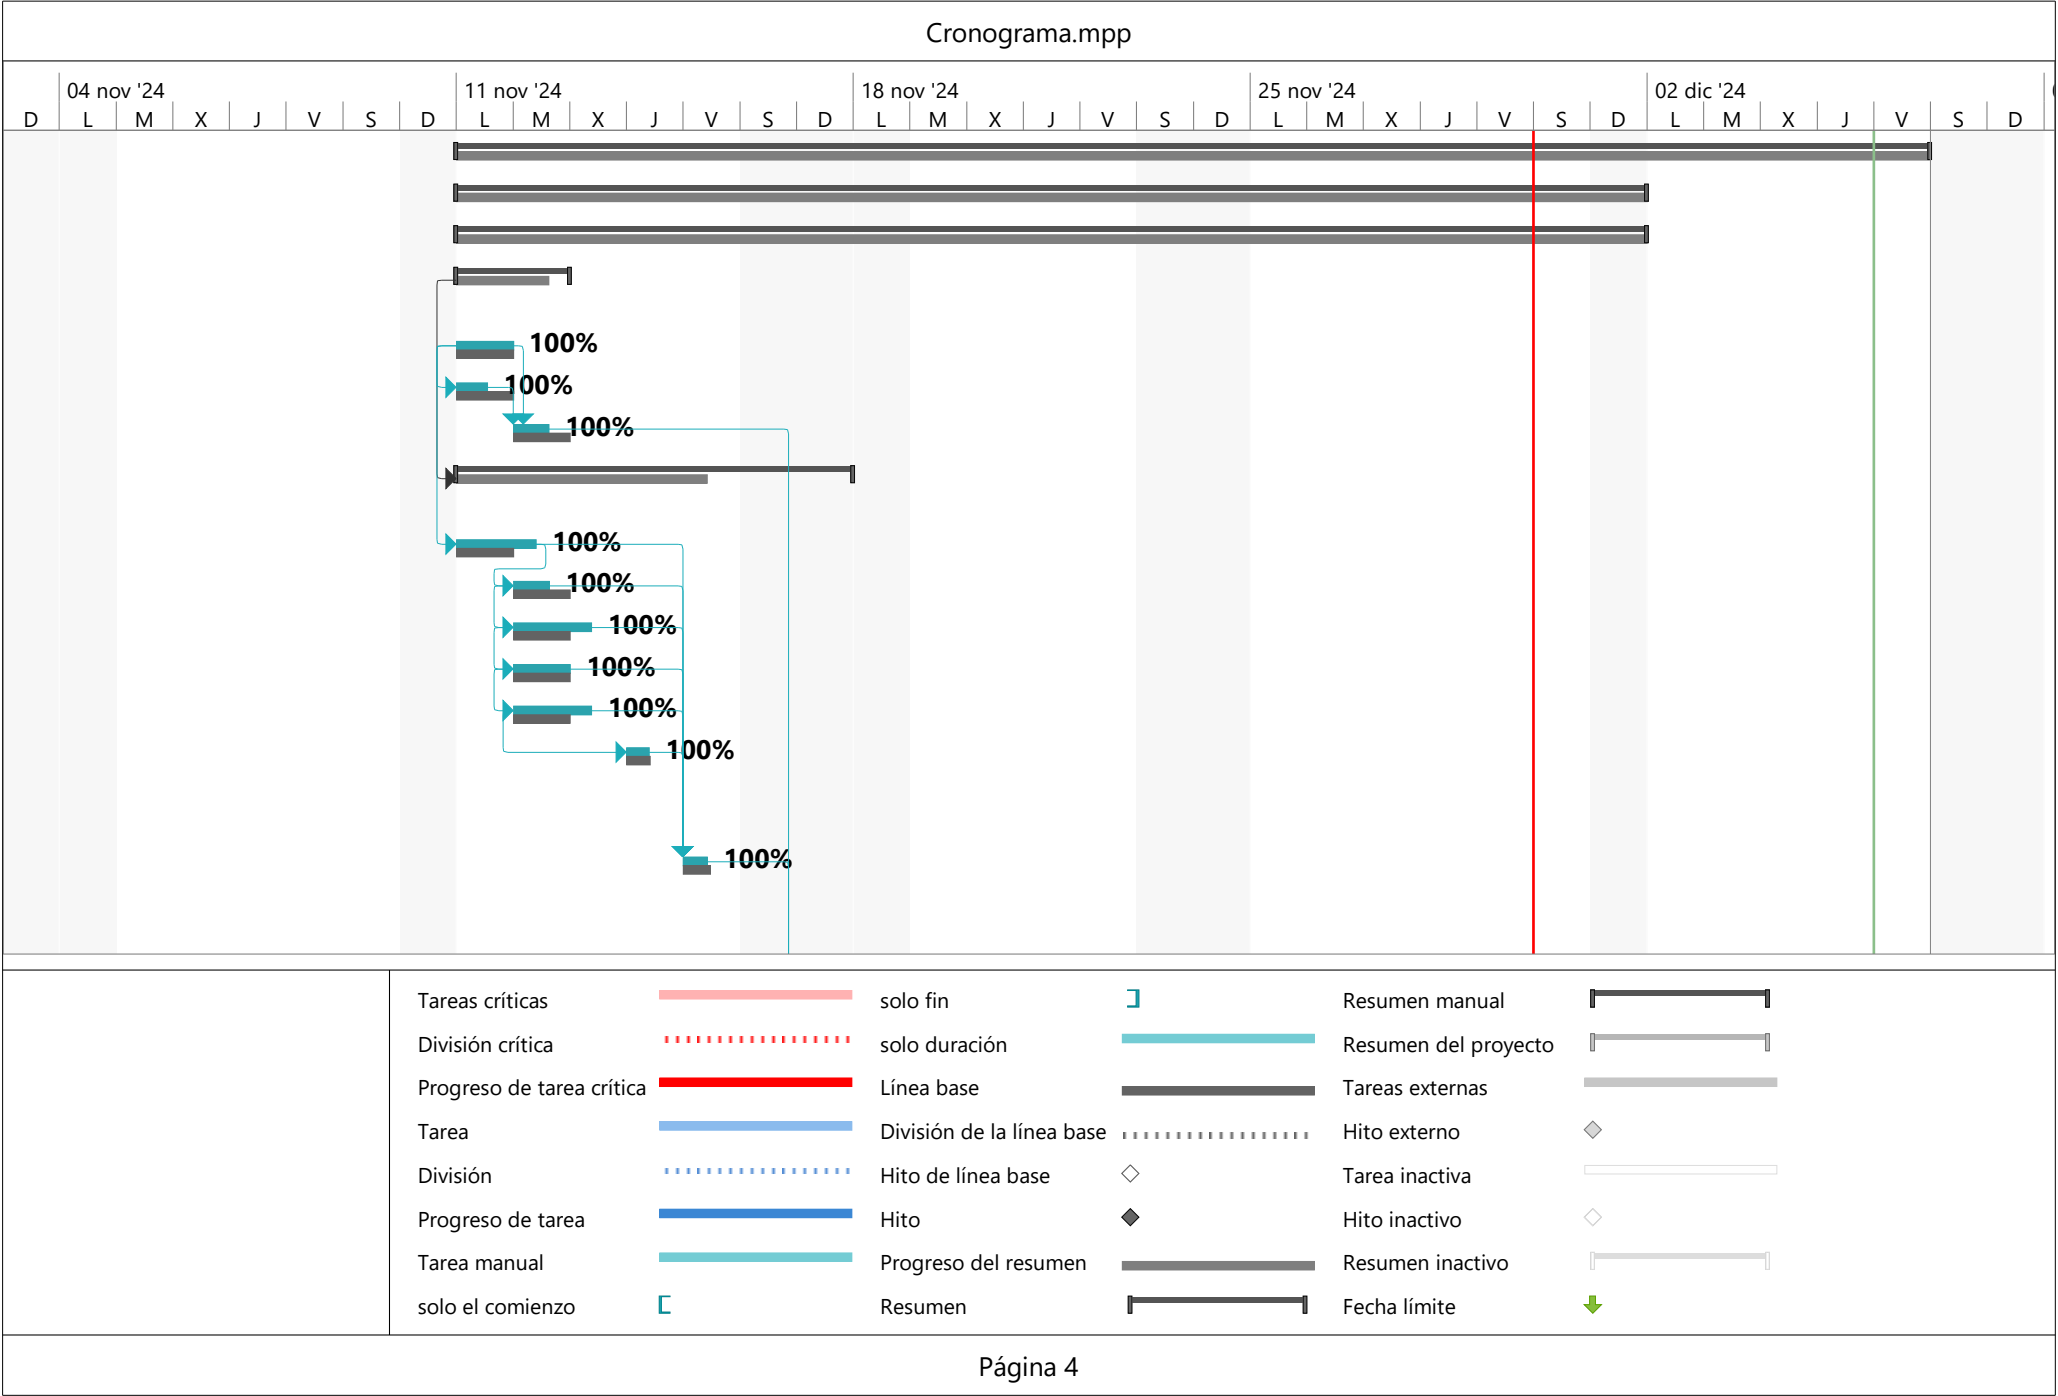 Cronograma.mpp
04 nov '24 11 nov '24 18 nov '24 25 nov '24 02 dic '24
D L M X J V S D L M X J V S D L M X J V S D L M X J V S D L M X J V S D
100%
100%
100%
100%
100%
100%
100%
100%
100%
100%
Tareas críticas solo fin Resumen manual
División crítica solo duración Resumen del proyecto
Progreso de tarea crítica Línea base Tareas externas
Tarea División de la línea base Hito externo
División Hito de línea base Tarea inactiva
Progreso de tarea Hito Hito inactivo
Tarea manual Progreso del resumen Resumen inactivo
solo el comienzo Resumen Fecha límite
Página 4